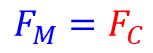 F_M = F_C